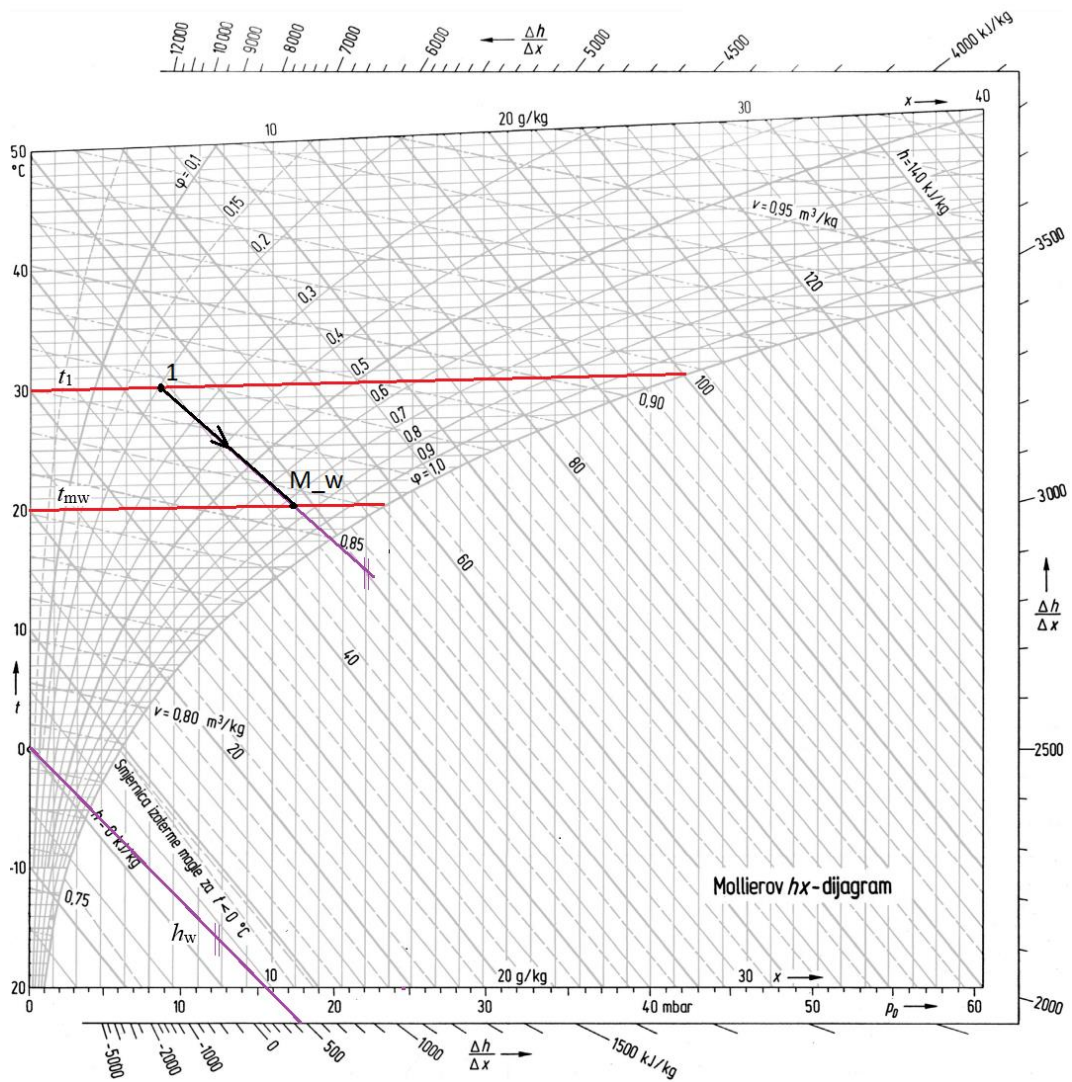 12000
10000
9000
8000
7000
6000
Δh
Δx
5000
4500
4000 kJ/kg
10
20 g/kg
30
x
40
50
°C
φ=0,1
0,15
0,2
0,3
0,4
0,5
0,6
0,7
0,8
0,9
φ=1,0
v=0,95 m³/kg
h=140 kJ/kg
120
100
0,90
80
60
40
20
3500
3000
Δh
Δx
2500
2000
40
30
20
10
t
0
-10
20
t1
1
tmw
M_w
0,85
v=0,80 m³/kg
Smjernica izoterme magle za t<0 °C
h=0 kJ/kg
0,75
hw
Mollierov hx-dijagram
10
20 g/kg
30
x
0
10
20
30
40 mbar
50
pD
60
-5000
-2000
-1000
0
500
1000
Δh
Δx
1500 kJ/kg